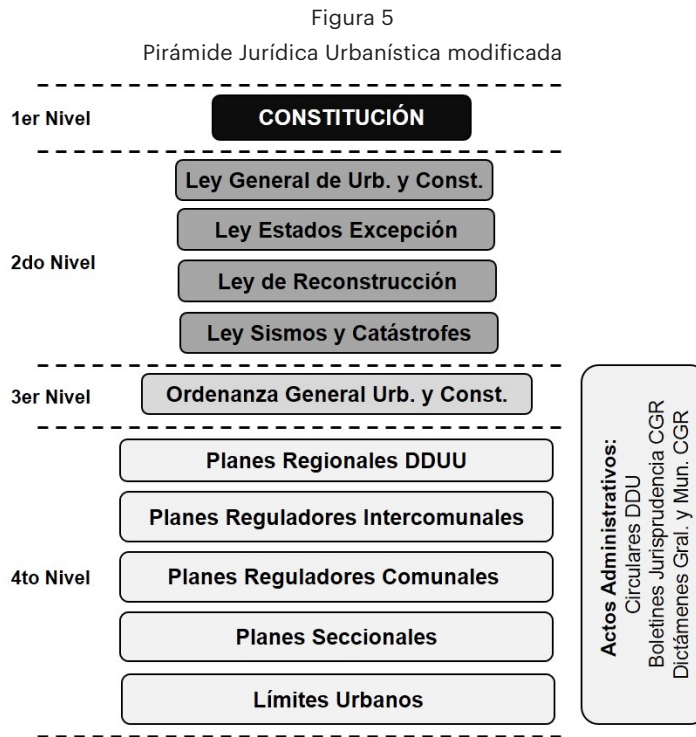 Figura 5
Pirámide Jurídica Urbanística modificada
1er Nivel
CONSTITUCIÓN
2do Nivel
Ley General de Urb. y Const.
Ley Estados Excepción
Ley de Reconstrucción
Ley Sismos y Catástrofes
3er Nivel
Ordenanza General Urb. y Const.
4to Nivel
Planes Regionales DDUU
Planes Reguladores Intercomunales
Planes Reguladores Comunales
Planes Seccionales
Límites Urbanos
Actos Administrativos:
Circulares DDU
Boletines Jurisprudencia CGR
Dictámenes Gral. y Mun. CGR